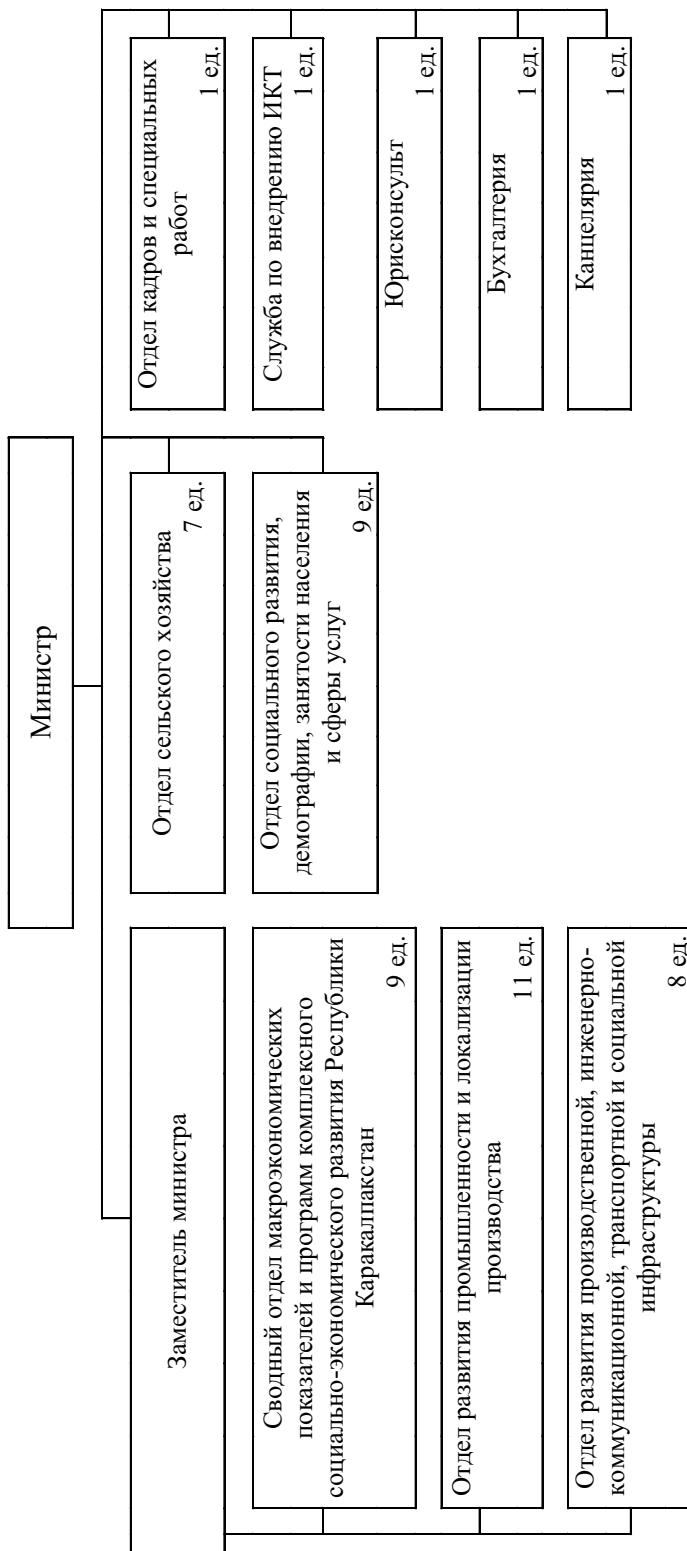 Министр
Заместитель министра
Сводный отдел макроэкономических
показателей и программ комплексного
социально-экономического развития Республики
Каракалпакстан
9 ед.
Отдел развития промышленности и локализации
производства
11 ед.
Отдел развития производственной, инженерно-
коммуникационной, транспортной и социальной
инфраструктуры
8 ед.
Отдел сельского хозяйства
7 ед.
Отдел социального развития,
демографии, занятости населения
и сферы услуг
9 ед.
Отдел кадров и специальных
работ
1 ед.
Служба по внедрению ИКТ
1 ед.
Юрисконсульт
1 ед.
Бухгалтерия
1 ед.
Канцелярия
1 ед.